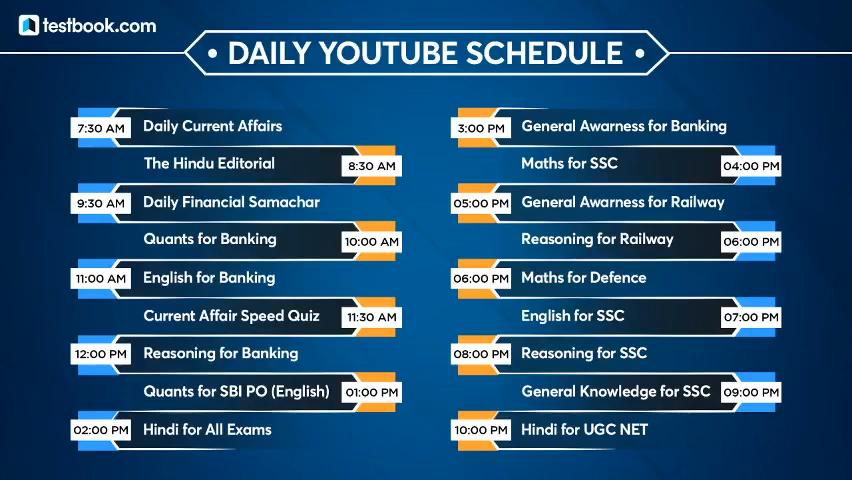 testbook.com
• DAILY YOUTUBE SCHEDULE •
7:30 AM Daily Current Affairs
The Hindu Editorial 8:30 AM
9:30 AM Daily Financial Samachar
Quants for Banking 10:00 AM
11:00 AM English for Banking
Current Affair Speed Quiz 11:30 AM
12:00 PM Reasoning for Banking
Quants for SBI PO (English) 01:00 PM
02:00 PM Hindi for All Exams
3:00 PM General Awarness for Banking
Maths for SSC 04:00 PM
05:00 PM General Awarness for Railway
Reasoning for Railway 06:00 PM
06:00 PM Maths for Defence
English for SSC 07:00 PM
08:00 PM Reasoning for SSC
General Knowledge for SSC 09:00 PM
10:00 PM Hindi for UGC NET